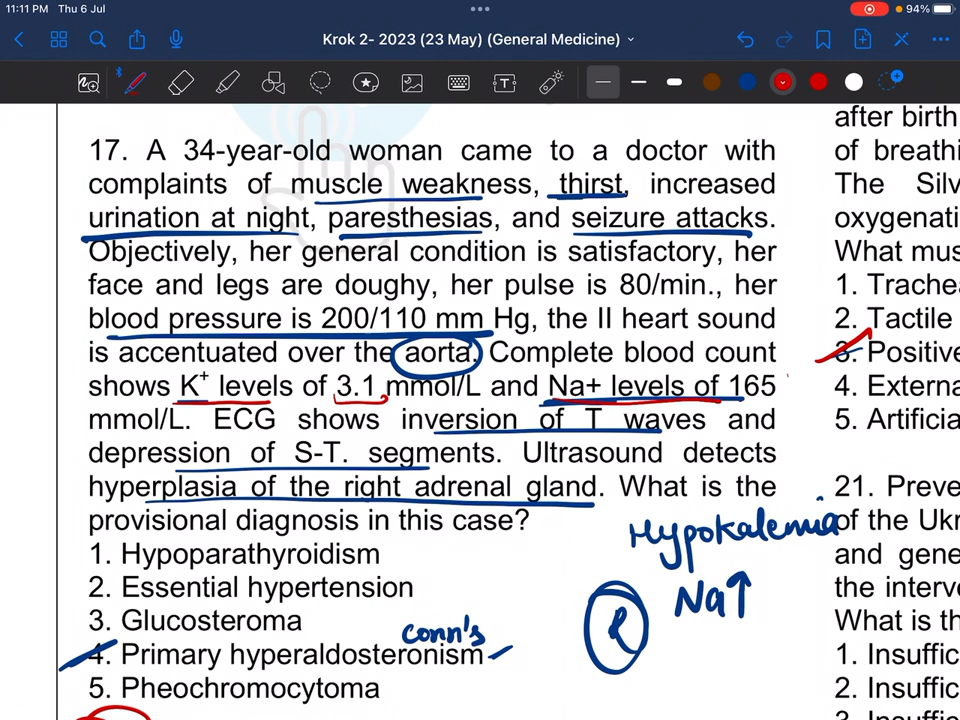 11:11 PM Thu 6 Jul
94%
Krok 2- 2023 (23 May) (General Medicine)
17. A 34-year-old woman came to a doctor with
complaints of muscle weakness, thirst, increased
urination at night, paresthesias, and seizure attacks.
Objectively, her general condition is satisfactory, her
face and legs are doughy, her pulse is 80/min., her
blood pressure is 200/110 mm Hg, the II heart sound
is accentuated over the aorta. Complete blood count
shows K+ levels of 3.1 mmol/L and Na+ levels of 165
mmol/L. ECG shows inversion of T waves and
depression of S-T. segments. Ultrasound detects
hyperplasia of the right adrenal gland. What is the
provisional diagnosis in this case?
Hypokalemia
1. Hypoparathyroidism
2. Essential hypertension
Na↑
3. Glucosteroma
Conn's
4. Primary hyperaldosteronism
5. Pheochromocytoma
after birth
of breathi
The Silv
oxygenati
What mus
1. Trache
2. Tactile
3. Positive
4. Externa
5. Artificia
21. Preve
of the Ukr
and gene
the interve
What is th
1. Insuffic
2. Insuffic
3. Insuffic